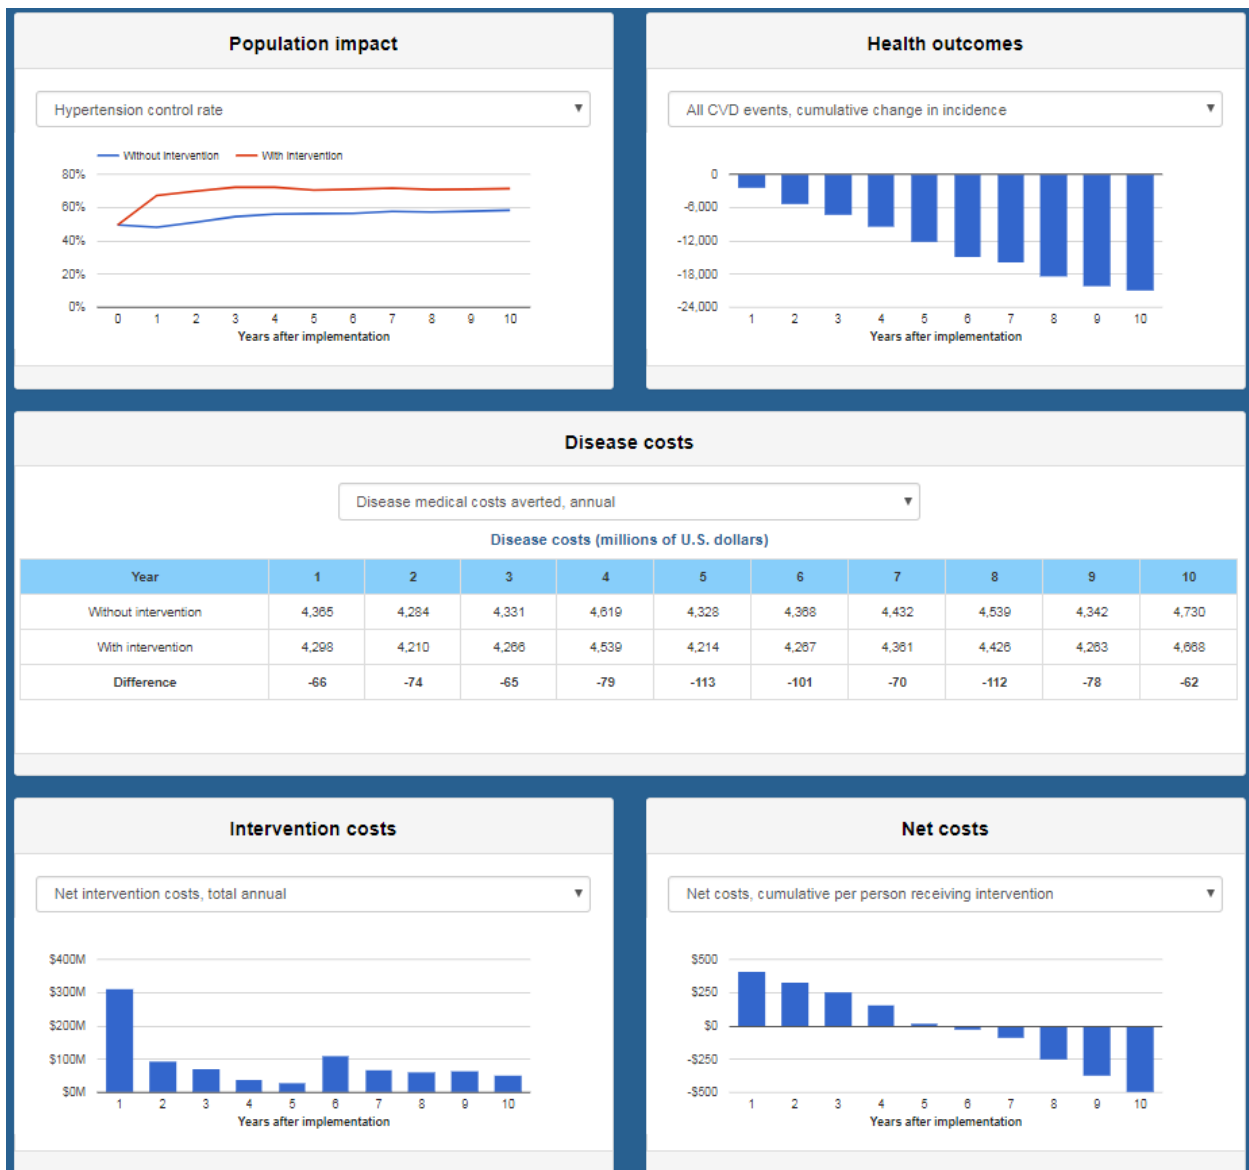 Population impact
Hypertension control rate
Without Intervention With Intervention
80%
60%
40%
20%
0%
0 1 2 3 4 5 6 7 8 9 10
Years after implementation
Health outcomes
All CVD events, cumulative change in incidence
0
-6,000
-12,000
-18,000
-24,000
1 2 3 4 5 6 7 8 9 10
Years after implementation
Disease costs
Disease medical costs averted, annual
Disease costs (millions of U.S. dollars)
Year 1 2 3 4 5 6 7 8 9 10
Without intervention 4,365 4,284 4,331 4,619 4,328 4,368 4,432 4,539 4,342 4,730
With intervention 4,298 4,210 4,266 4,539 4,214 4,267 4,361 4,426 4,263 4,668
Difference -66 -74 -65 -79 -113 -101 -70 -112 -78 -62
Intervention costs
Net intervention costs, total annual
$400M
$300M
$200M
$100M
$0M
1 2 3 4 5 6 7 8 9 10
Years after implementation
Net costs
Net costs, cumulative per person receiving intervention
$500
$250
$0
-$250
-$500
1 2 3 4 5 6 7 8 9 10
Years after implementation